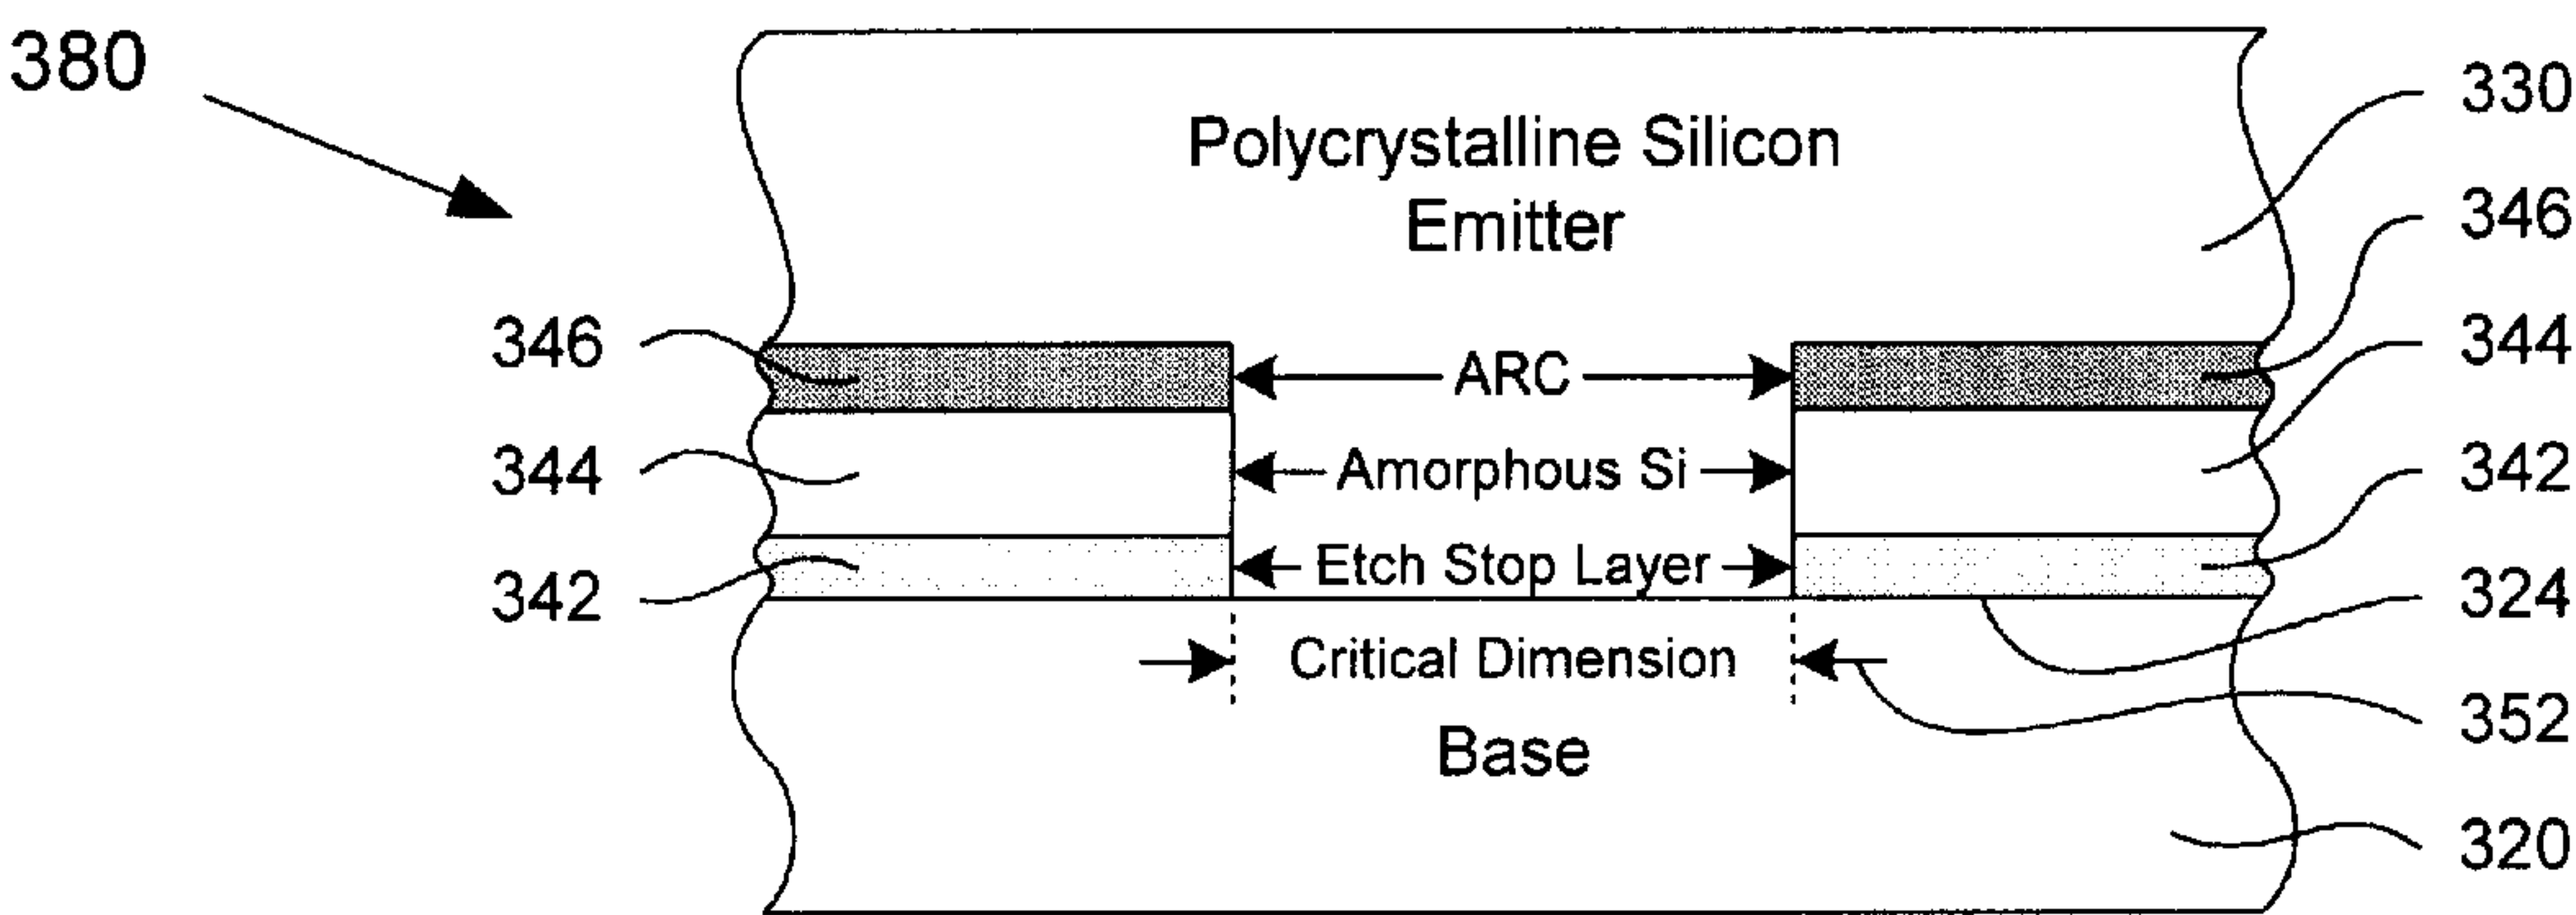 380
330
Polycrystalline Silicon
Emitter
346
346
ARC
344
344
Amorphous Si
342
342
Etch Stop Layer
324
Critical Dimension
352
Base
320